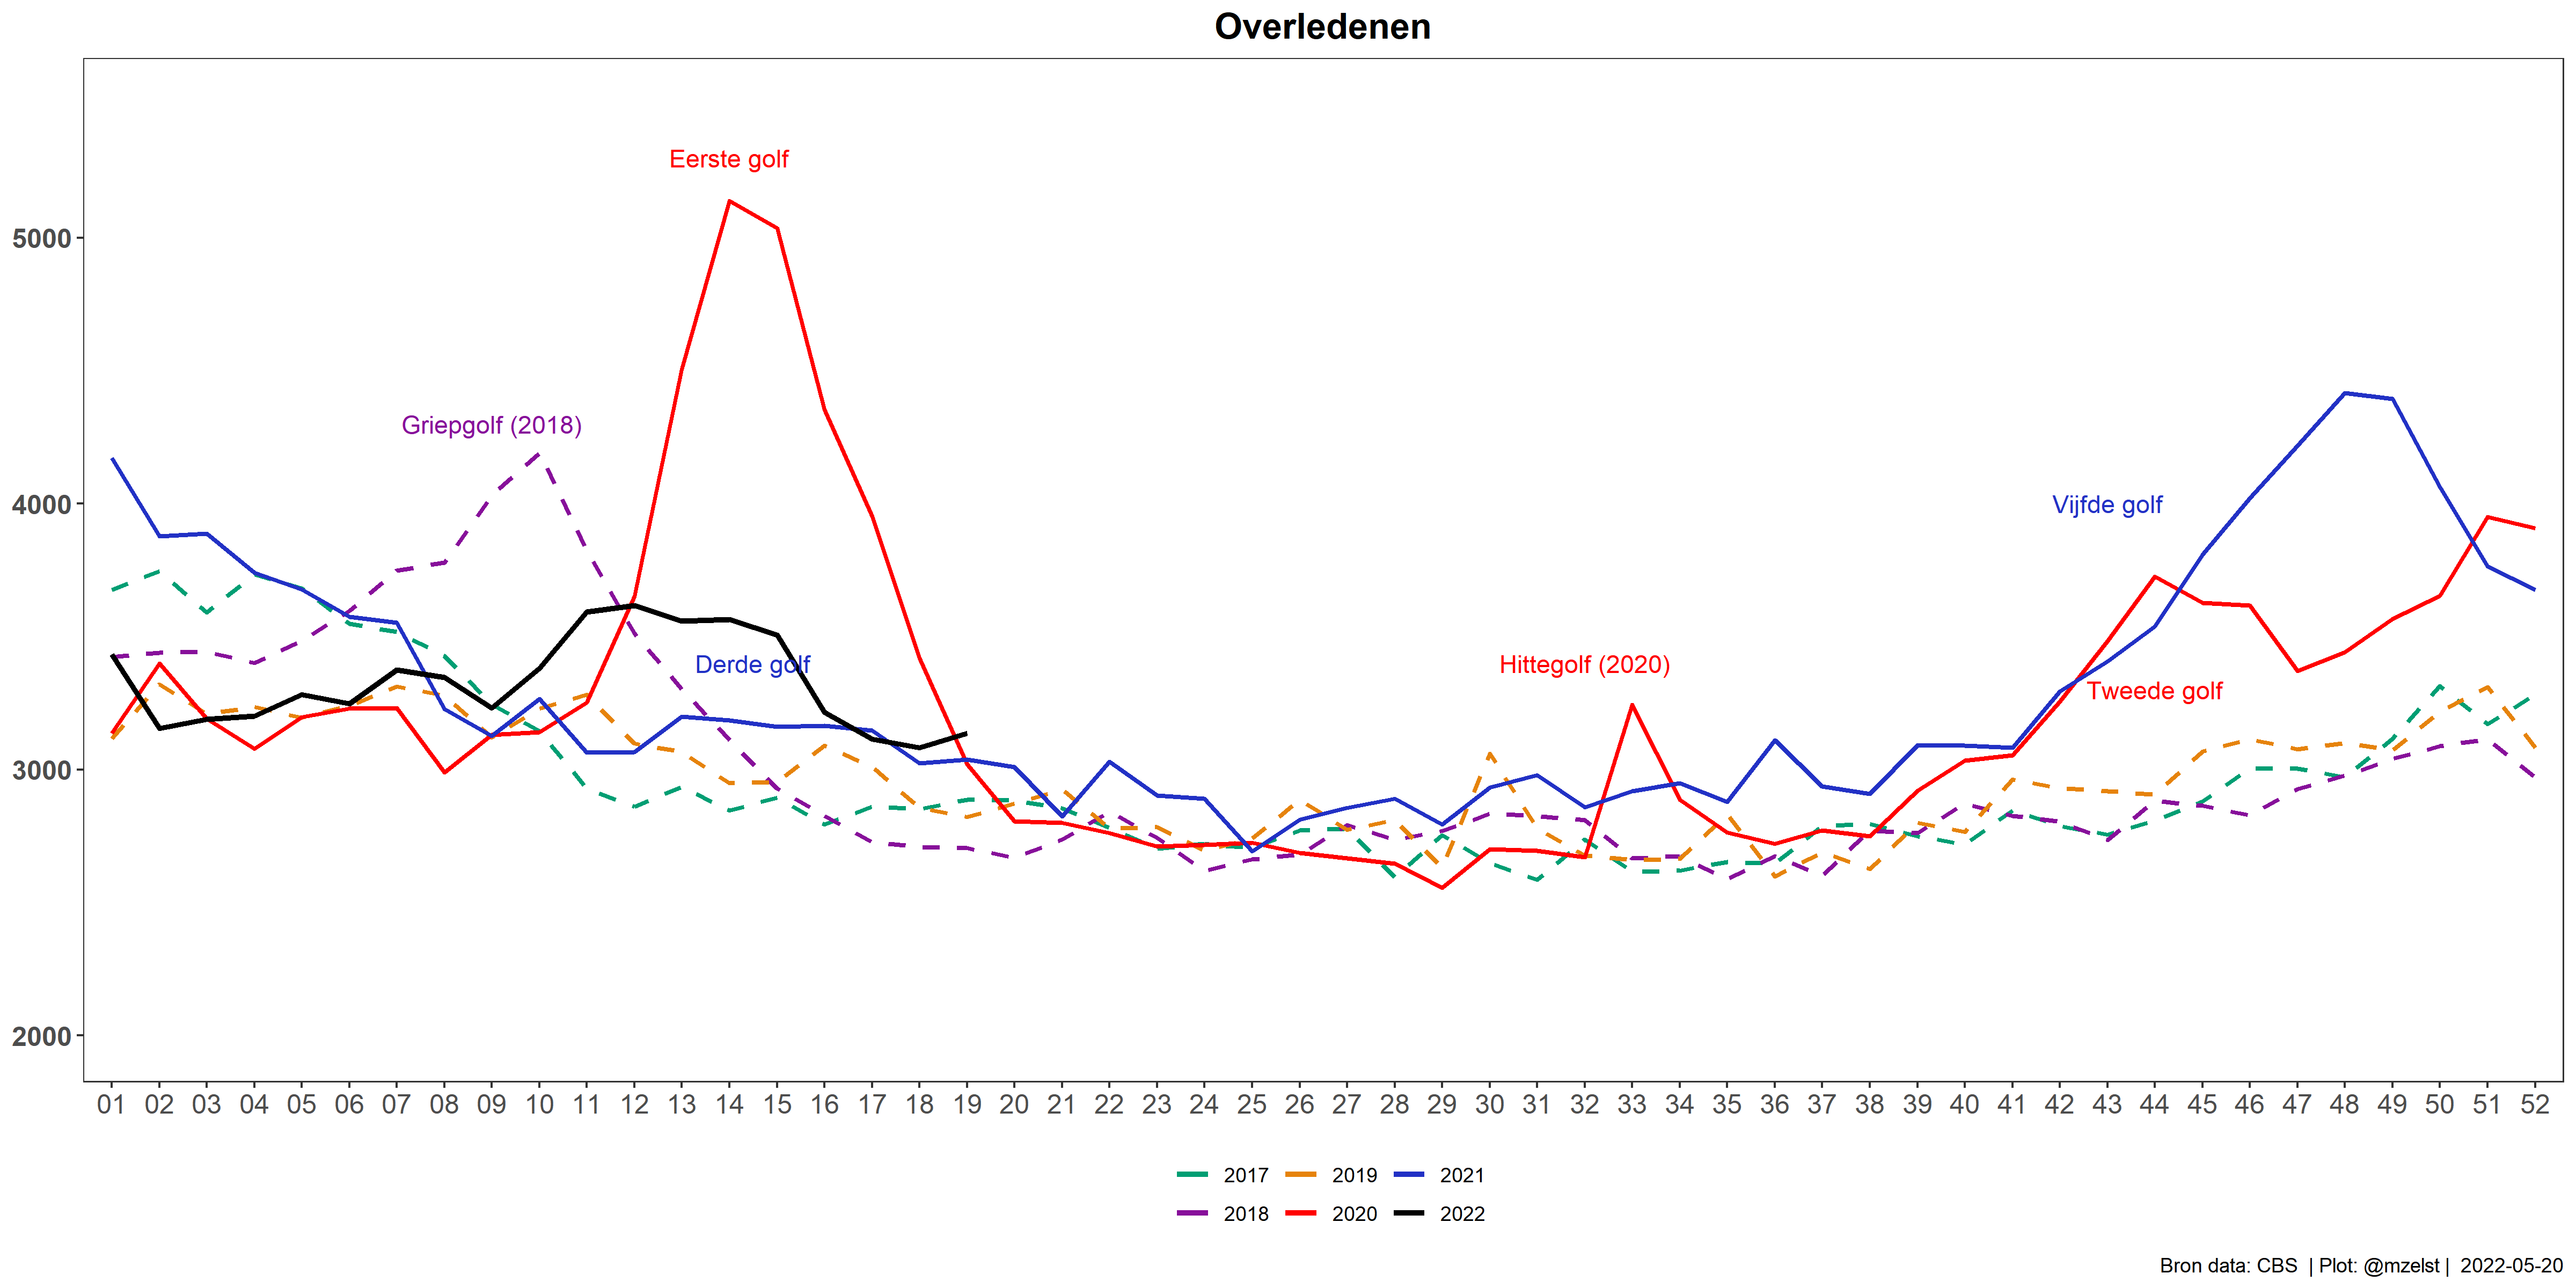 Overledenen
Eerste golf
5000
Griepgolf (2018)
4000
Vijfde golf
Derde golf
Hittegolf (2020)
Tweede golf
3000
2000
01 02 03 04 05 06 07 08 09 10 11 12 13 14 15 16 17 18 19 20 21 22 23 24 25 26 27 28 29 30 31 32 33 34 35 36 37 38 39 40 41 42 43 44 45 46 47 48 49 50 51 52
2017 2019 2021
2018 2020 2022
Bron data: CBS | Plot: @mzelst | 2022-05-20